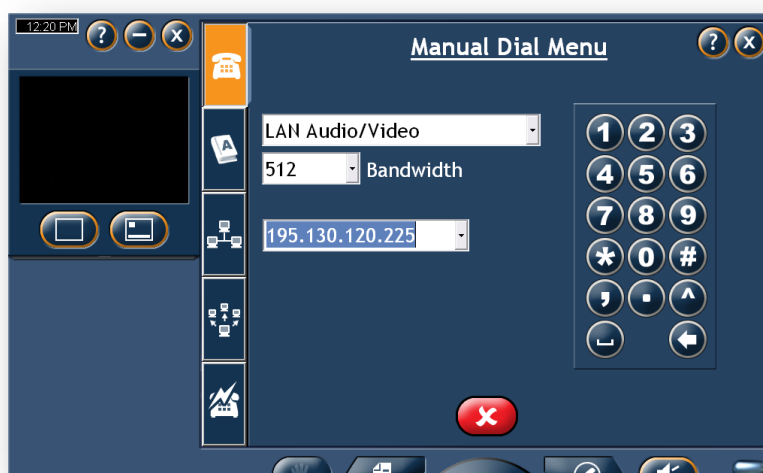 12:20 PM
?
x
Manual Dial Menu
?
x
A
LAN Audio/Video
512
Bandwidth
195.130.120.225
1 2 3
4 5 6
7 8 9
* 0 #
, . ^